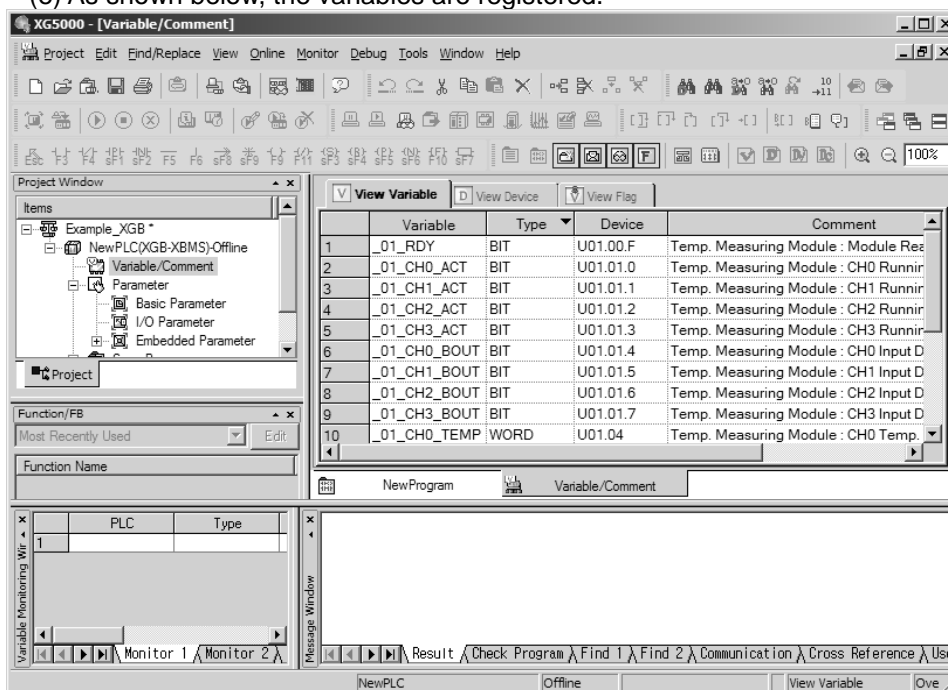 (c) As shown below, the variables are registered.
XG5000 - [Variable/Comment]
Project Edit Find/Replace View Online Monitor Debug Tools Window Help
100%
Project Window
Items
Example_XGB *
NewPLC(XGB-XBMS)-Offline
Variable/Comment
Parameter
Basic Parameter
I/O Parameter
Embedded Parameter
Project
Function/FB
Most Recently Used Edit
Function Name
V View Variable D View Device View Flag
Variable Type Device Comment
1 _01_RDY BIT U01.00.F Temp. Measuring Module : Module Rea
2 _01_CH0_ACT BIT U01.01.0 Temp. Measuring Module : CH0 Runnin
3 _01_CH1_ACT BIT U01.01.1 Temp. Measuring Module : CH1 Runnin
4 _01_CH2_ACT BIT U01.01.2 Temp. Measuring Module : CH2 Runnin
5 _01_CH3_ACT BIT U01.01.3 Temp. Measuring Module : CH3 Runnin
6 _01_CH0_BOUT BIT U01.01.4 Temp. Measuring Module : CH0 Input D
7 _01_CH1_BOUT BIT U01.01.5 Temp. Measuring Module : CH1 Input D
8 _01_CH2_BOUT BIT U01.01.6 Temp. Measuring Module : CH2 Input D
9 _01_CH3_BOUT BIT U01.01.7 Temp. Measuring Module : CH3 Input D
10 _01_CH0_TEMP WORD U01.04 Temp. Measuring Module : CH0 Temp.
NewProgram Variable/Comment
PLC Type
1
Variable Monitoring Wir
Monitor 1 Monitor 2
Message Window
Result Check Program Find 1 Find 2 Communication Cross Reference Us
NewPLC Offline View Variable Ove